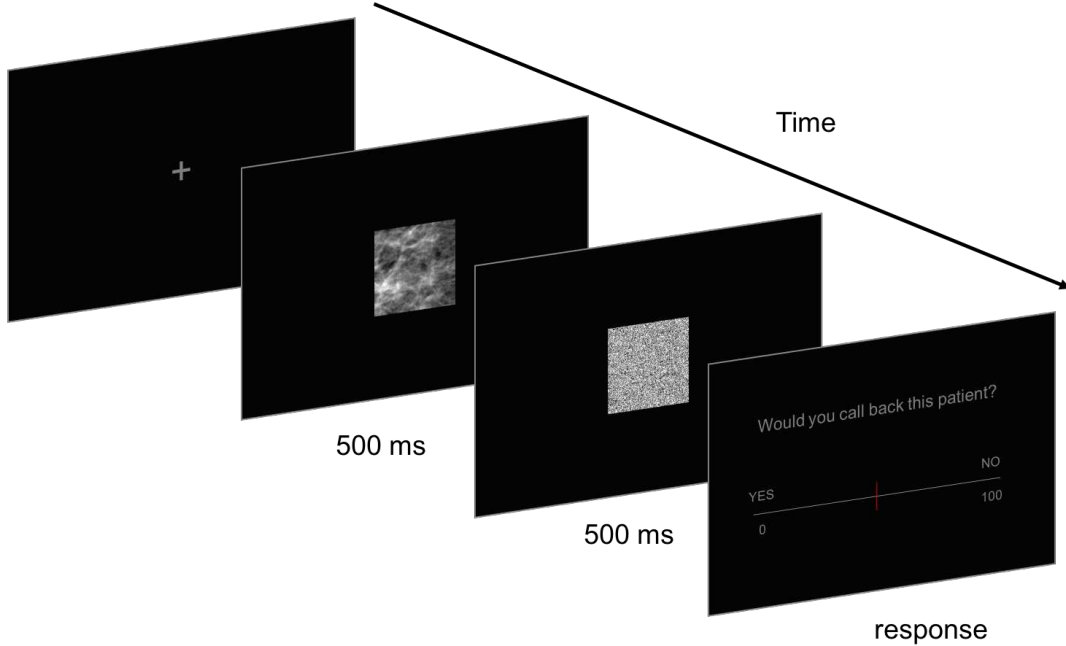 Time
500 ms
500 ms
Would you call back this patient?
YES
NO
0
100
response